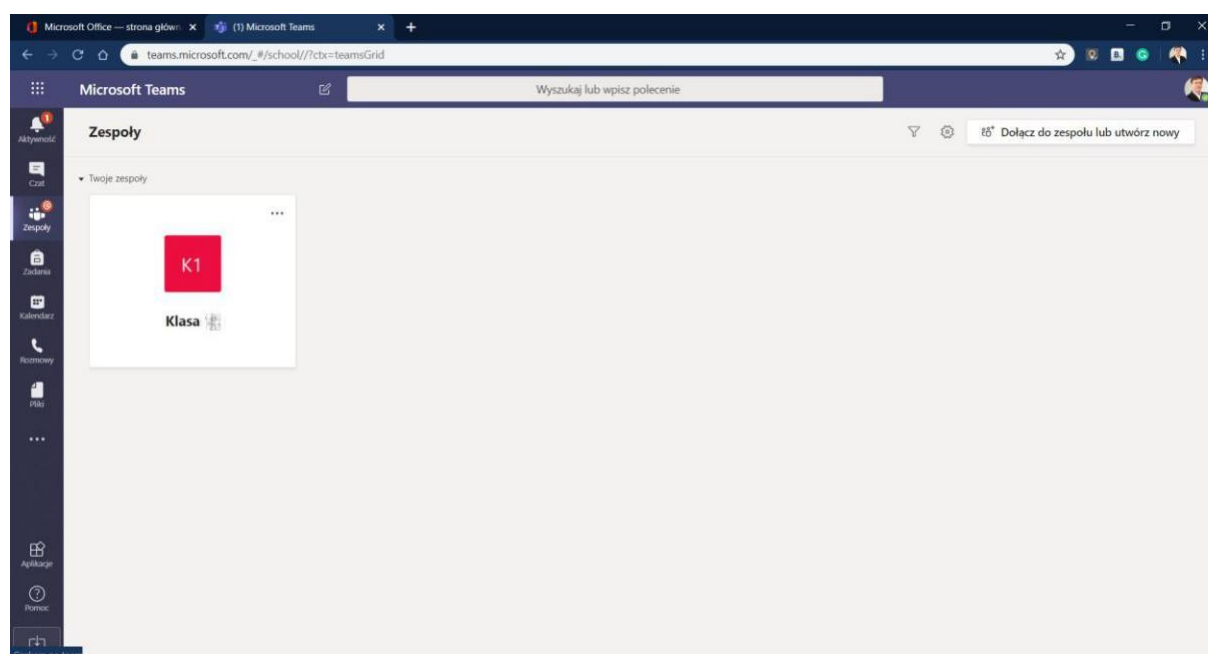 Microsoft Office — strona główn
(1) Microsoft Teams
teams.microsoft.com/_#/school//?ctx=teamsGrid
Microsoft Teams
Wyszukaj lub wpisz polecenie
Aktywność
1
Zespoły
Dołącz do zespołu lub utwórz nowy
Czat
Twoje zespoły
Zespoły
K1
Zadania
Klasa
Kalendarz
Rozmowy
Pliki
Aplikacje
Pomoc